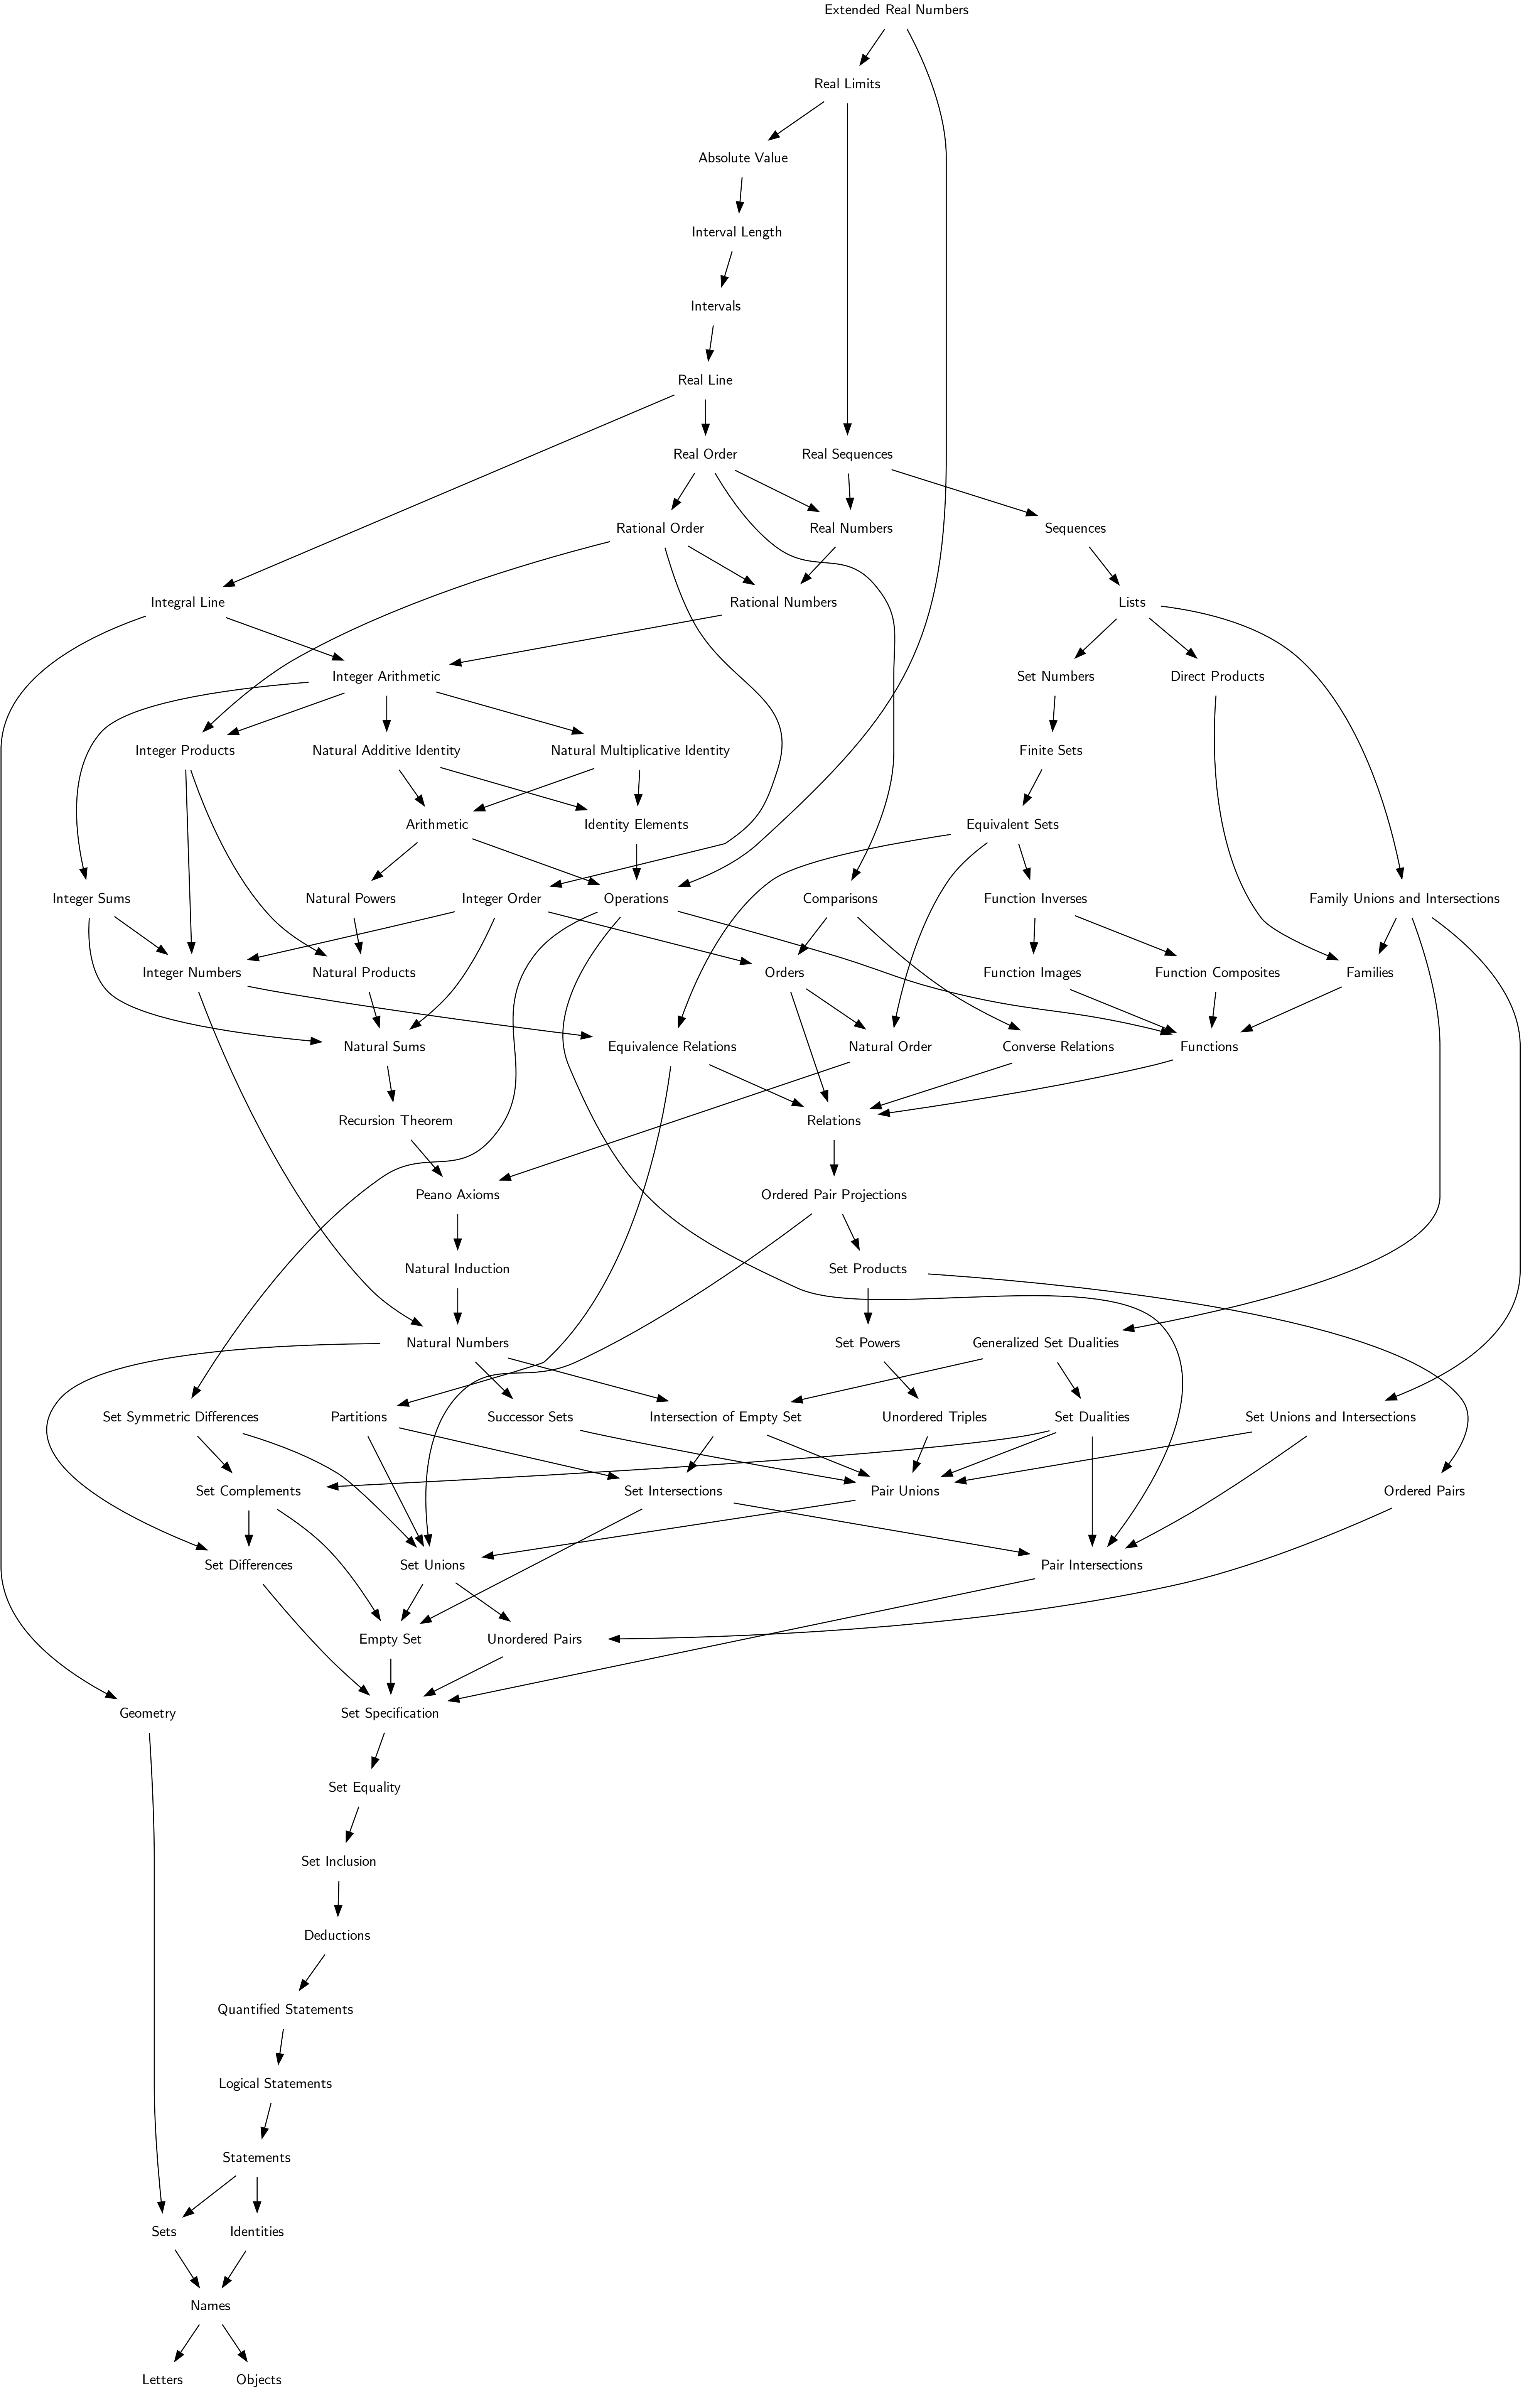 Extended Real Numbers
Real Limits
Absolute Value
Interval Length
Intervals
Real Line
Real Order
Real Sequences
Rational Order
Real Numbers
Sequences
Integral Line
Rational Numbers
Lists
Integer Arithmetic
Set Numbers
Direct Products
Integer Products
Natural Additive Identity
Natural Multiplicative Identity
Finite Sets
Arithmetic
Identity Elements
Equivalent Sets
Integer Sums
Natural Powers
Integer Order
Operations
Comparisons
Function Inverses
Family Unions and Intersections
Integer Numbers
Natural Products
Orders
Function Images
Function Composites
Families
Natural Sums
Equivalence Relations
Natural Order
Converse Relations
Functions
Recursion Theorem
Relations
Peano Axioms
Ordered Pair Projections
Natural Induction
Set Products
Natural Numbers
Set Powers
Generalized Set Dualities
Set Symmetric Differences
Partitions
Successor Sets
Intersection of Empty Set
Unordered Triples
Set Dualities
Set Unions and Intersections
Set Complements
Set Intersections
Pair Unions
Ordered Pairs
Set Differences
Set Unions
Pair Intersections
Empty Set
Unordered Pairs
Geometry
Set Specification
Set Equality
Set Inclusion
Deductions
Quantified Statements
Logical Statements
Statements
Sets
Identities
Names
Letters
Objects